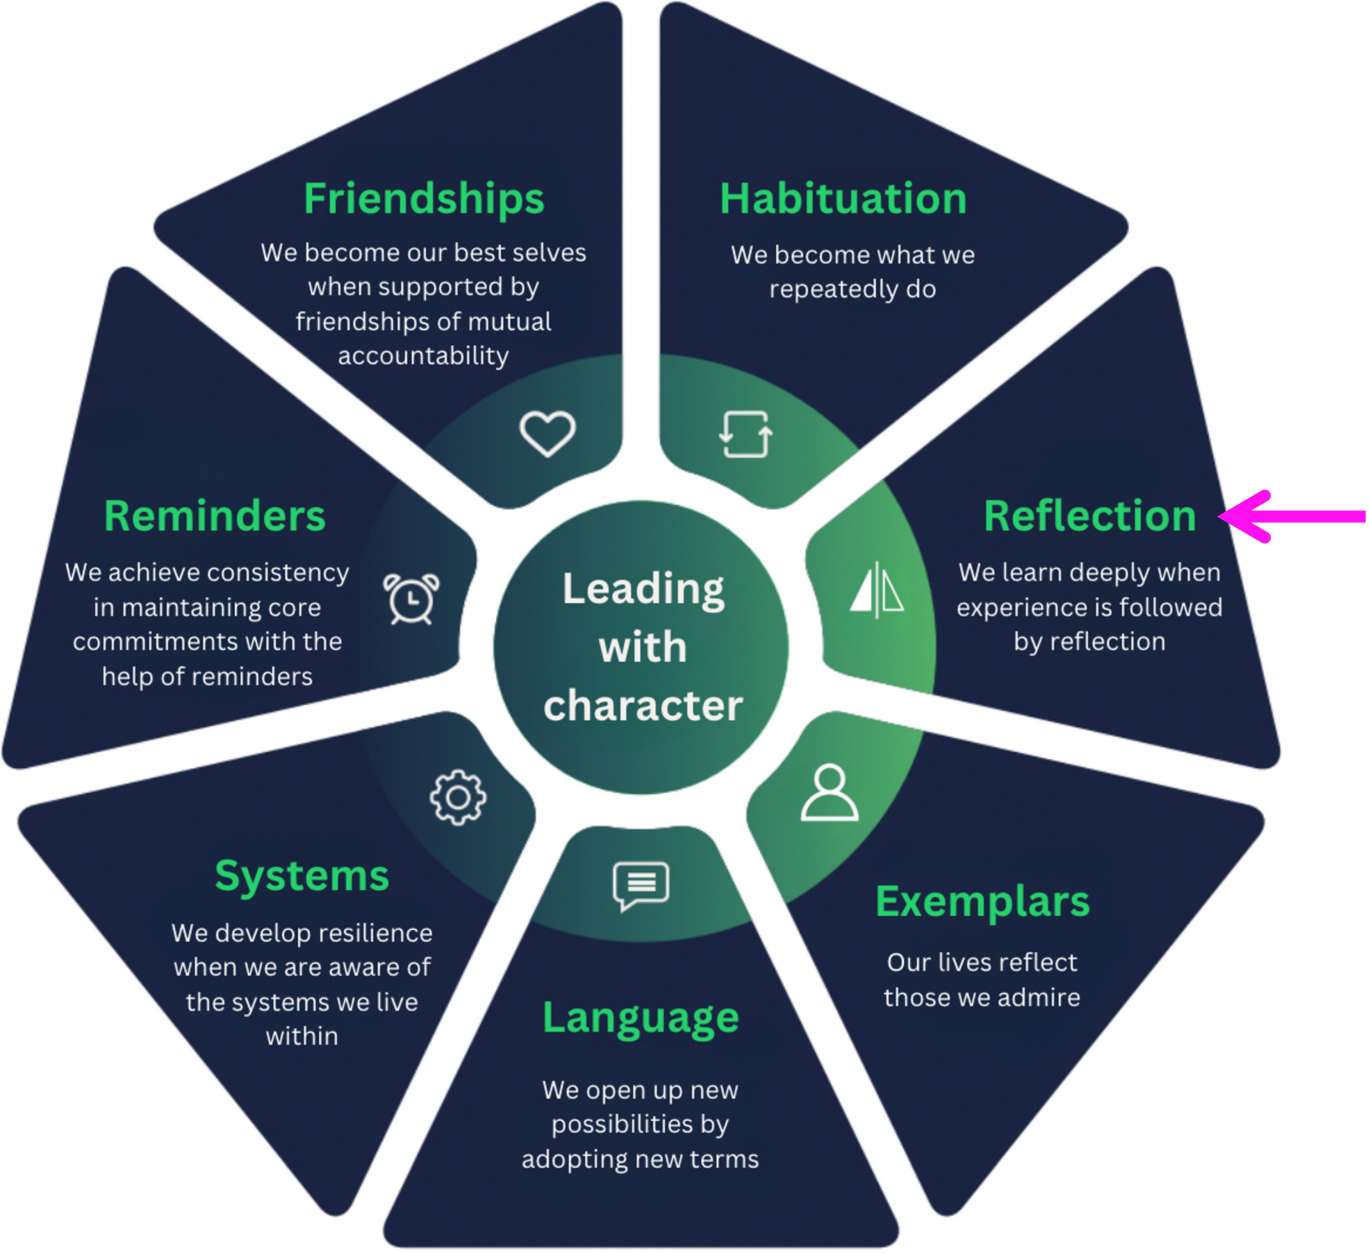 Friendships
We become our best selves
when supported by
friendships of mutual
accountability
Habituation
We become what we
repeatedly do
Reflection
We learn deeply when
experience is followed
by reflection
Exemplars
Our lives reflect
those we admire
Language
We open up new
possibilities by
adopting new terms
Systems
We develop resilience
when we are aware of
the systems we live
within
Reminders
We achieve consistency
in maintaining core
commitments with the
help of reminders
Leading
with
character